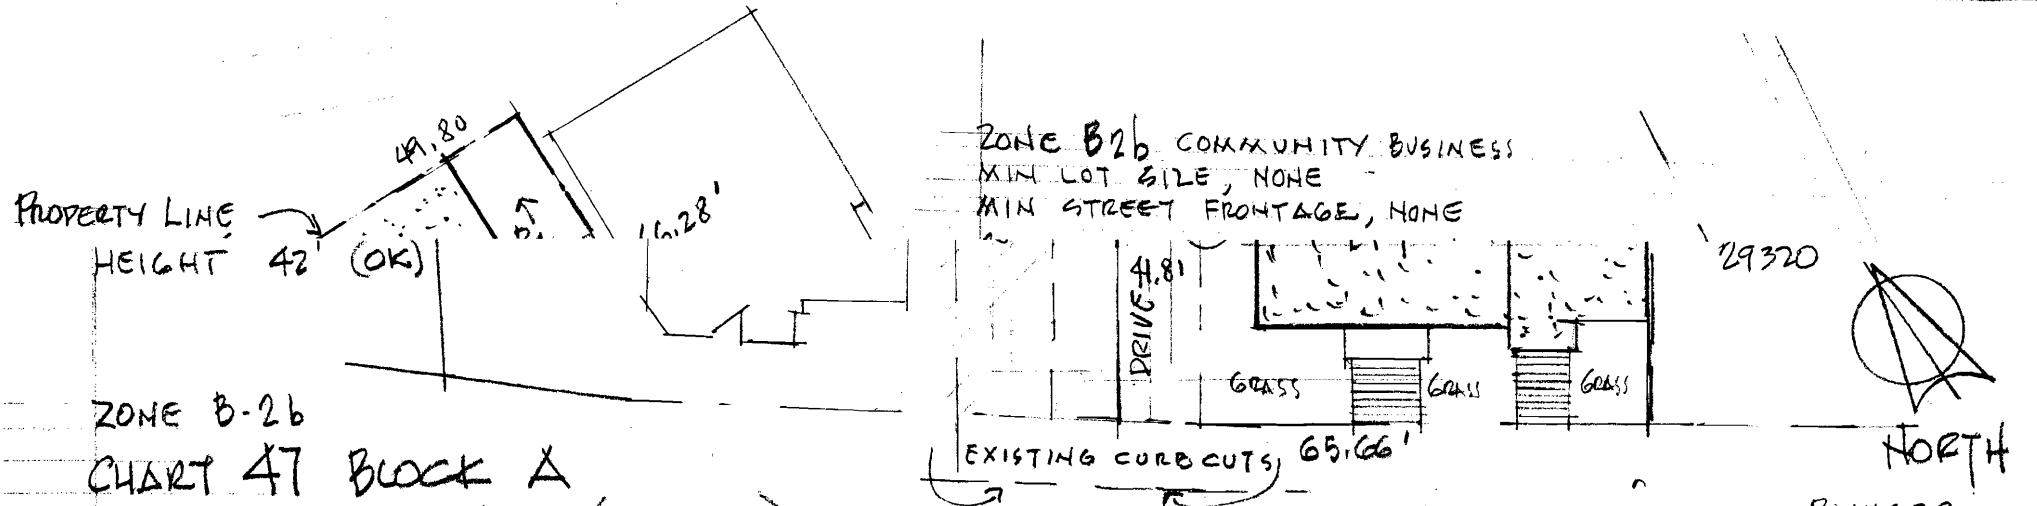 49.80
PROPERTY LINE
HEIGHT 42' (OK)
16.28'
ZONE B2b COMMUNITY BUSINESS
MIN LOT SIZE, NONE
MIN STREET FRONTAGE, NONE
29320
41.81
DRIVE
GRASS
GRASS
GRASS
ZONE B-2b
CHART 47 BLOCK A
EXISTING CURB CUTS
65.66'
NORTH